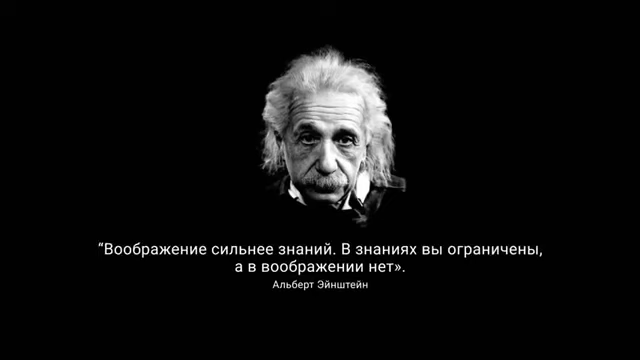 “Воображение сильнее знаний. В знаниях вы ограничены,
а в воображении нет».
Альберт Эйнштейн